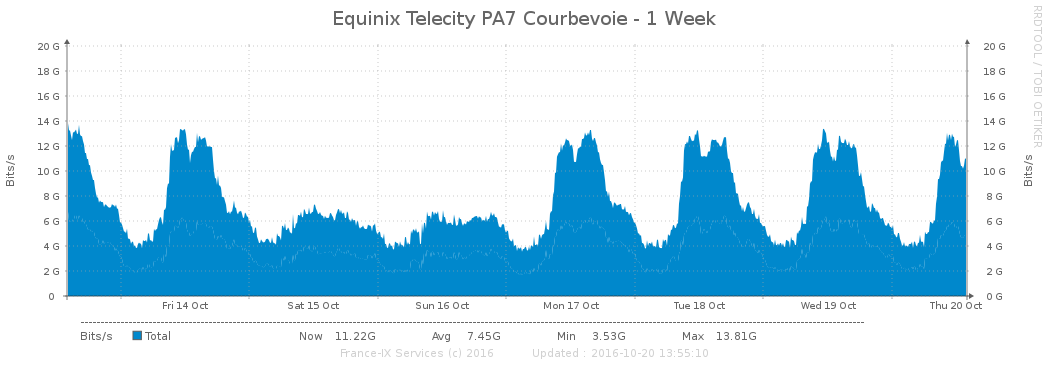 Equinix Telecity PA7 Courbevoie - 1 Week
RRDTOOL / TOBI OETIKER
Bits/s
20 G
18 G
16 G
14 G
12 G
10 G
8 G
6 G
4 G
2 G
0
20 G
18 G
16 G
14 G
12 G
10 G
8 G
6 G
4 G
2 G
0 G
Bits/s
Fri 14 Oct Sat 15 Oct Sun 16 Oct Mon 17 Oct Tue 18 Oct Wed 19 Oct Thu 20 Oct
Bits/s Total Now 11.22G Avg 7.45G Min 3.53G Max 13.81G
France-IX Services (c) 2016 Updated : 2016-10-20 13:55:10